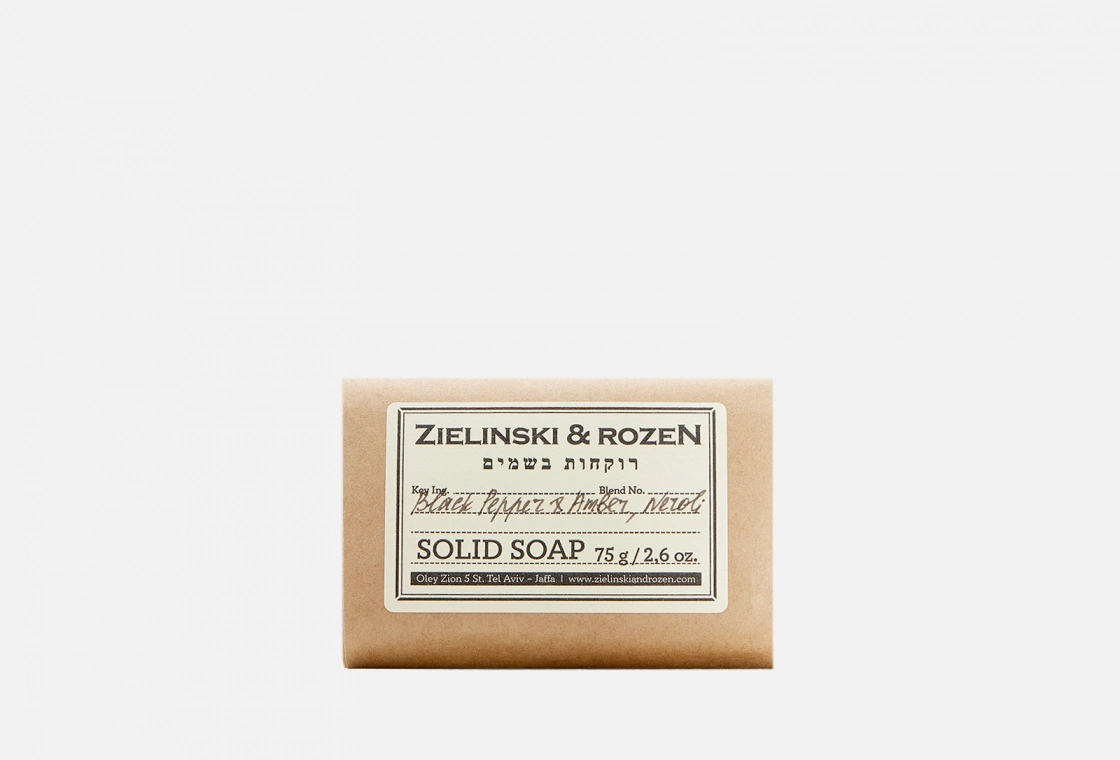 ZIELINSKI & ROZEN
רוקחות בשמים
Key Ing. Blend No.
Black Pepper & Amber, Neroli
SOLID SOAP 75 g / 2,6 oz.
Oley Zion 5 St. Tel Aviv – Jaffa | www.zielinskiandrozen.com